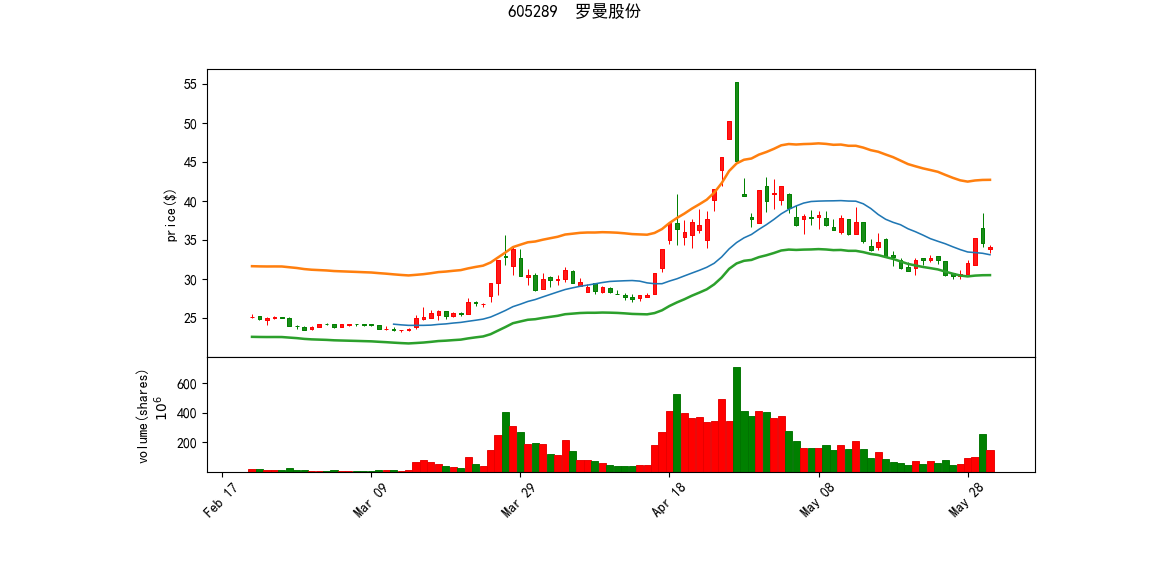 605289 罗曼股份
price($)
55
50
45
40
35
30
25
volume(shares)
10^6
600
400
200
Feb 17
Mar 09
Mar 29
Apr 18
May 08
May 28